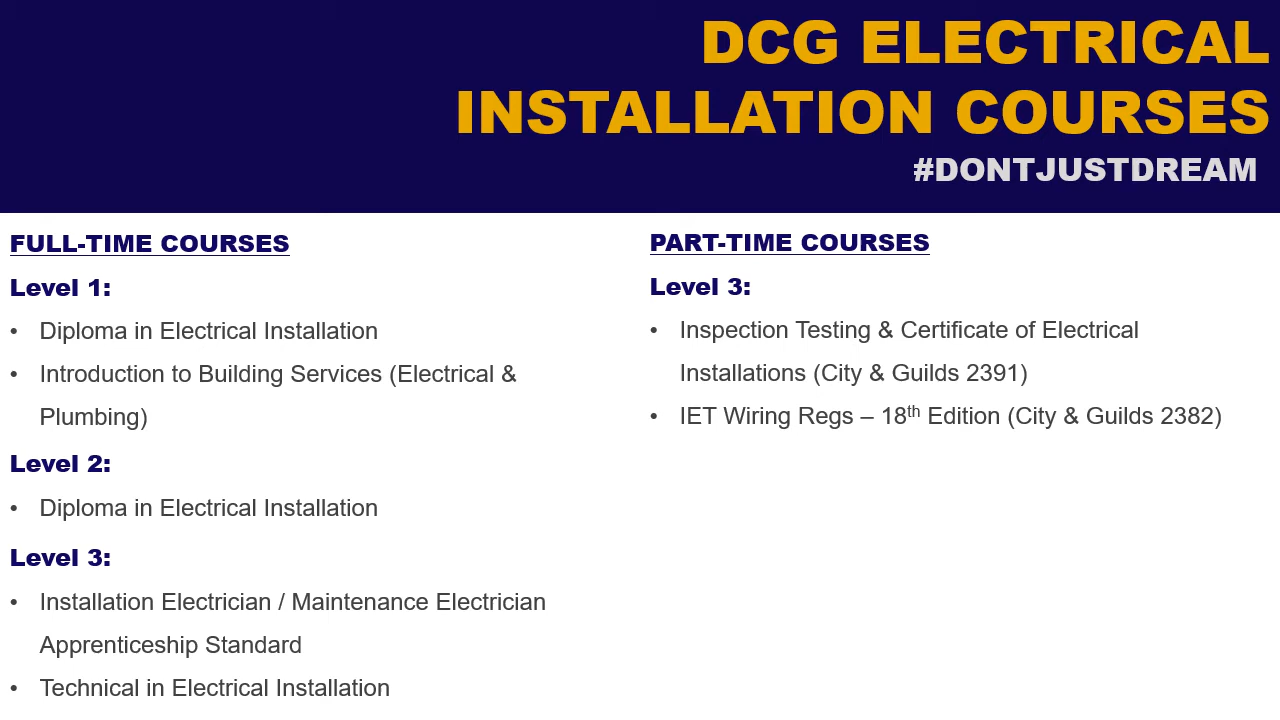 DCG ELECTRICAL
INSTALLATION COURSES
#DONTJUSTDREAM
FULL-TIME COURSES
Level 1:
• Diploma in Electrical Installation
• Introduction to Building Services (Electrical &
Plumbing)
Level 2:
• Diploma in Electrical Installation
Level 3:
• Installation Electrician / Maintenance Electrician
Apprenticeship Standard
• Technical in Electrical Installation
PART-TIME COURSES
Level 3:
• Inspection Testing & Certificate of Electrical
Installations (City & Guilds 2391)
• IET Wiring Regs – 18th Edition (City & Guilds 2382)